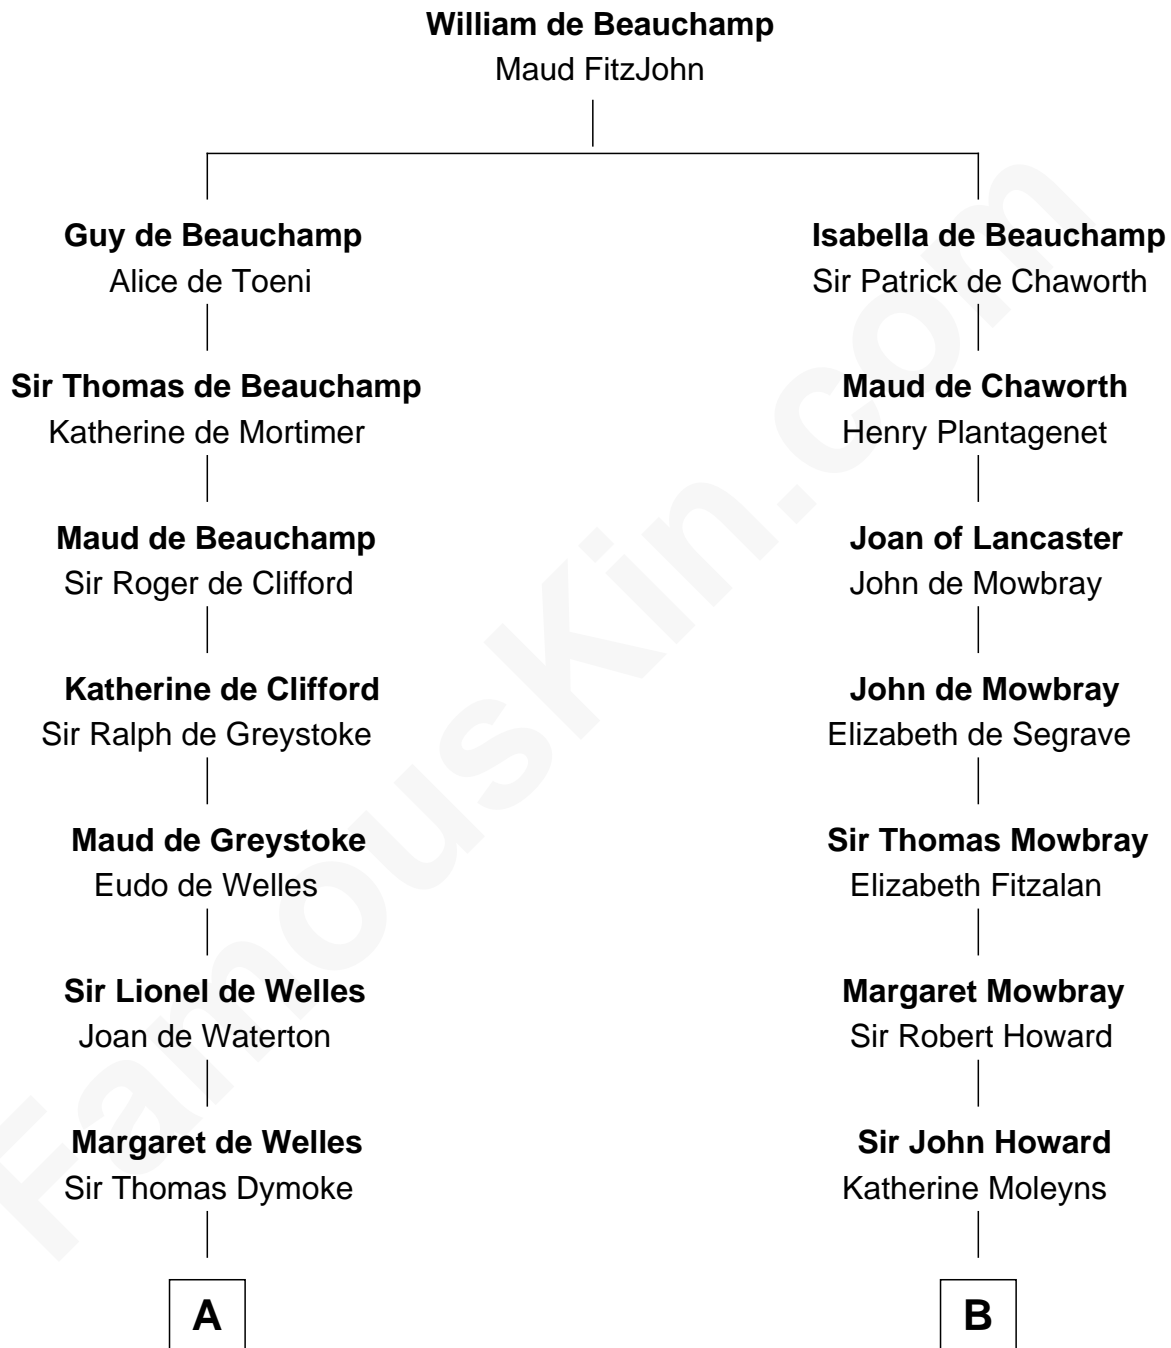 William de Beauchamp
Maud FitzJohn
Guy de Beauchamp
Alice de Toeni
Isabella de Beauchamp
Sir Patrick de Chaworth
Sir Thomas de Beauchamp
Katherine de Mortimer
Maud de Chaworth
Henry Plantagenet
Maud de Beauchamp
Sir Roger de Clifford
Joan of Lancaster
John de Mowbray
Katherine de Clifford
Sir Ralph de Greystoke
John de Mowbray
Elizabeth de Segrave
Maud de Greystoke
Eudo de Welles
Sir Thomas Mowbray
Elizabeth Fitzalan
Sir Lionel de Welles
Joan de Waterton
Margaret Mowbray
Sir Robert Howard
Margaret de Welles
Sir Thomas Dymoke
Sir John Howard
Katherine Moleyns
A
B
FamousKin.com